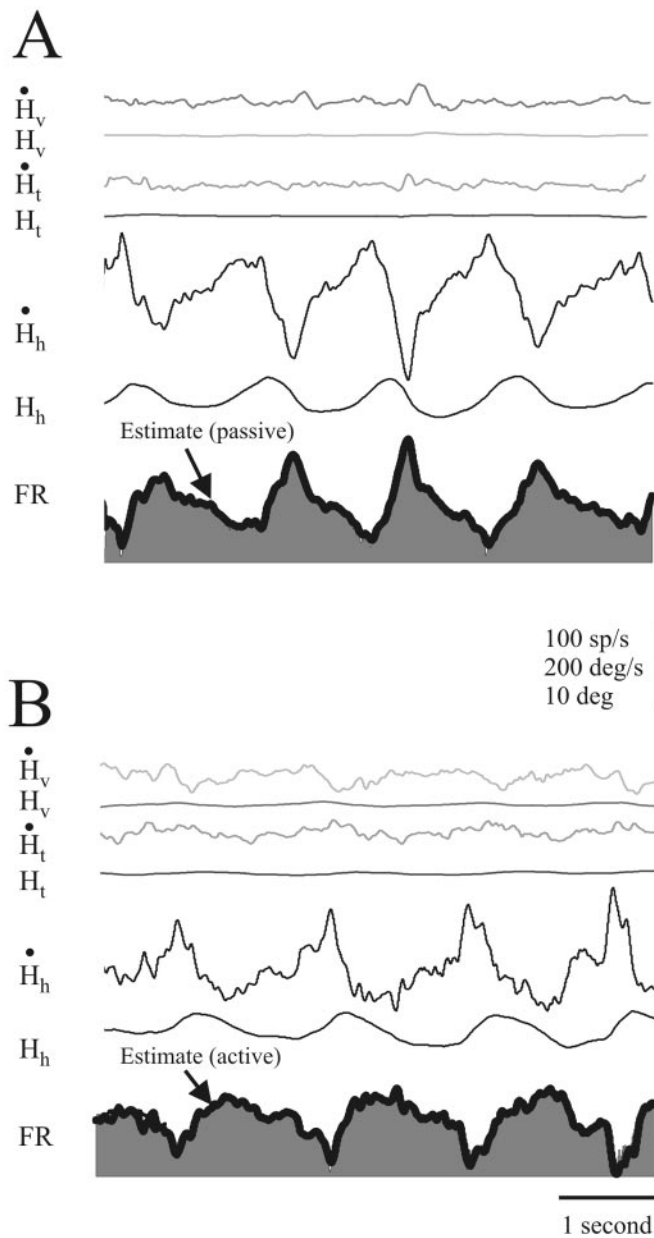 A
Ḣv
Hv
Ḣt
Ht
Ḣh
Hh
Estimate (passive)
FR
100 sp/s
200 deg/s
10 deg
B
Ḣv
Hv
Ḣt
Ht
Ḣh
Hh
Estimate (active)
FR
1 second